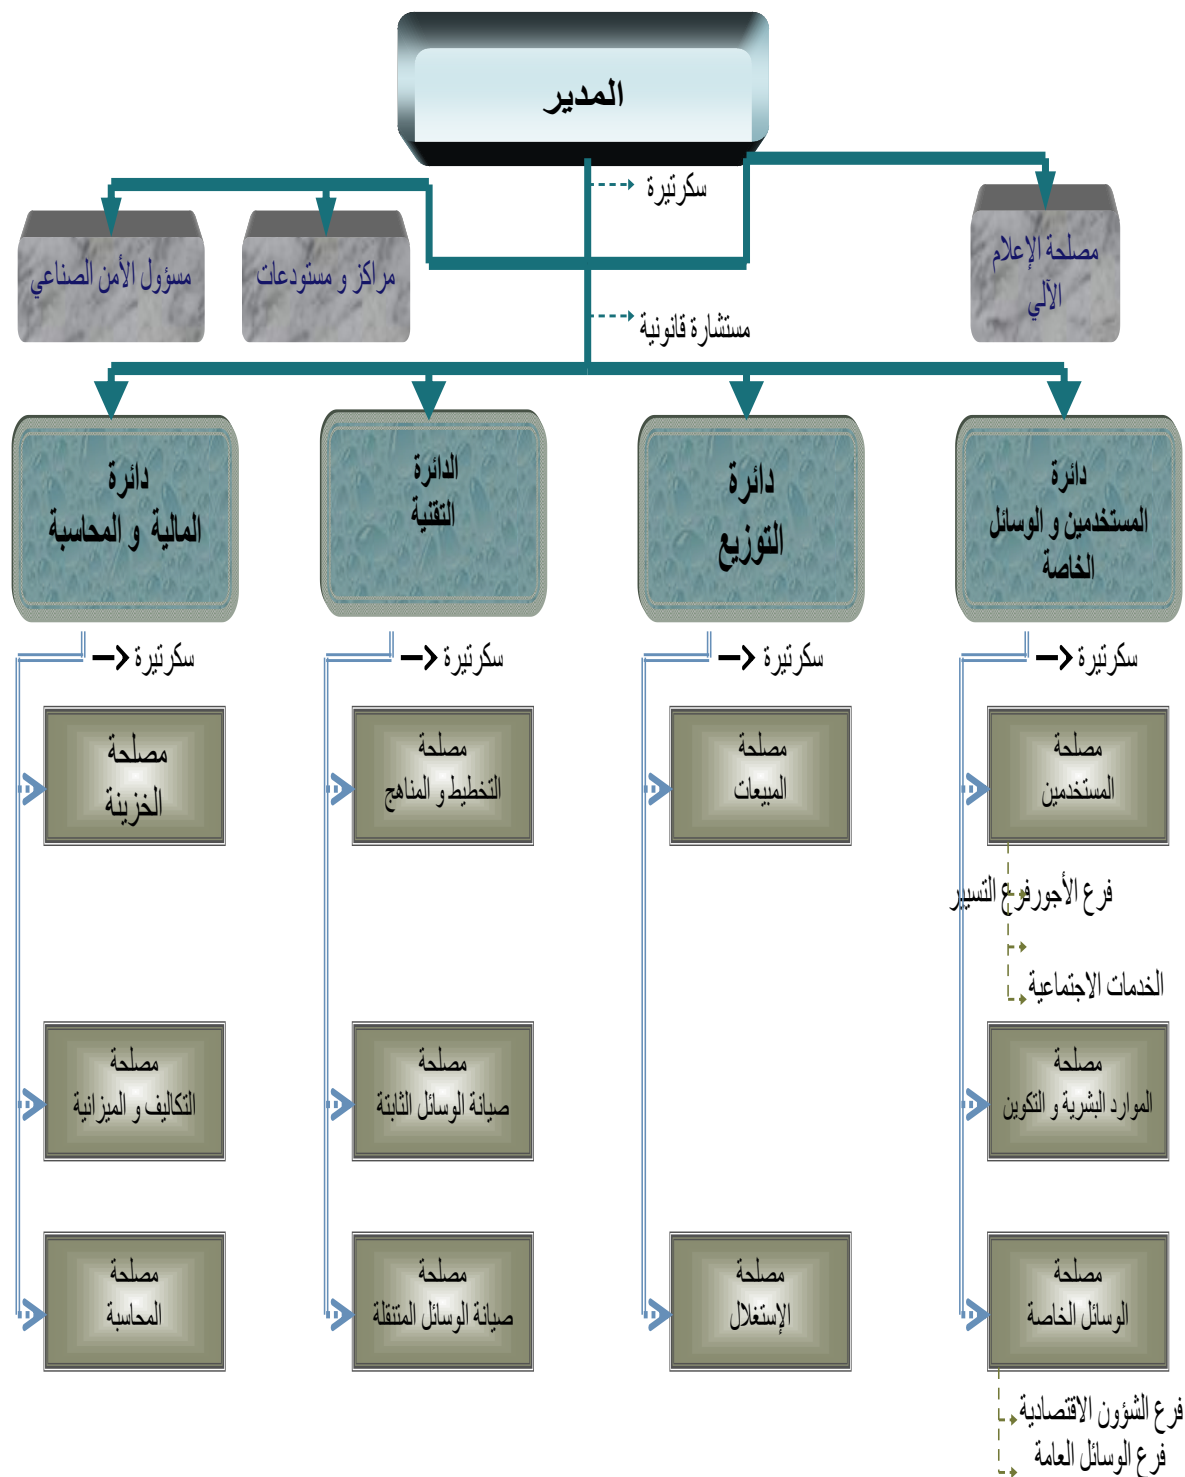 المدير
سكرتيرة
مصلحة الإعلام
الآلي
مراكز و مستودعات
مسؤول الأمن الصناعي
مستشارة قانونية
دائرة
المستخدمين و الوسائل
الخاصة
دائرة
التوزيع
الدائرة
التقنية
دائرة
المالية و المحاسبة
سكرتيرة
سكرتيرة
سكرتيرة
سكرتيرة
مصلحة
المستخدمين
مصلحة
المبيعات
مصلحة
التخطيط و المناهج
مصلحة
الخزينة
فرع الأجور فرع التسيير
الخدمات الاجتماعية
مصلحة
الموارد البشرية و التكوين
مصلحة
صيانة الوسائل الثابتة
مصلحة
التكاليف و الميزانية
مصلحة
الوسائل الخاصة
مصلحة
الإستغلال
مصلحة
صيانة الوسائل المتنقلة
مصلحة
المحاسبة
فرع الشؤون الاقتصادية
فرع الوسائل العامة